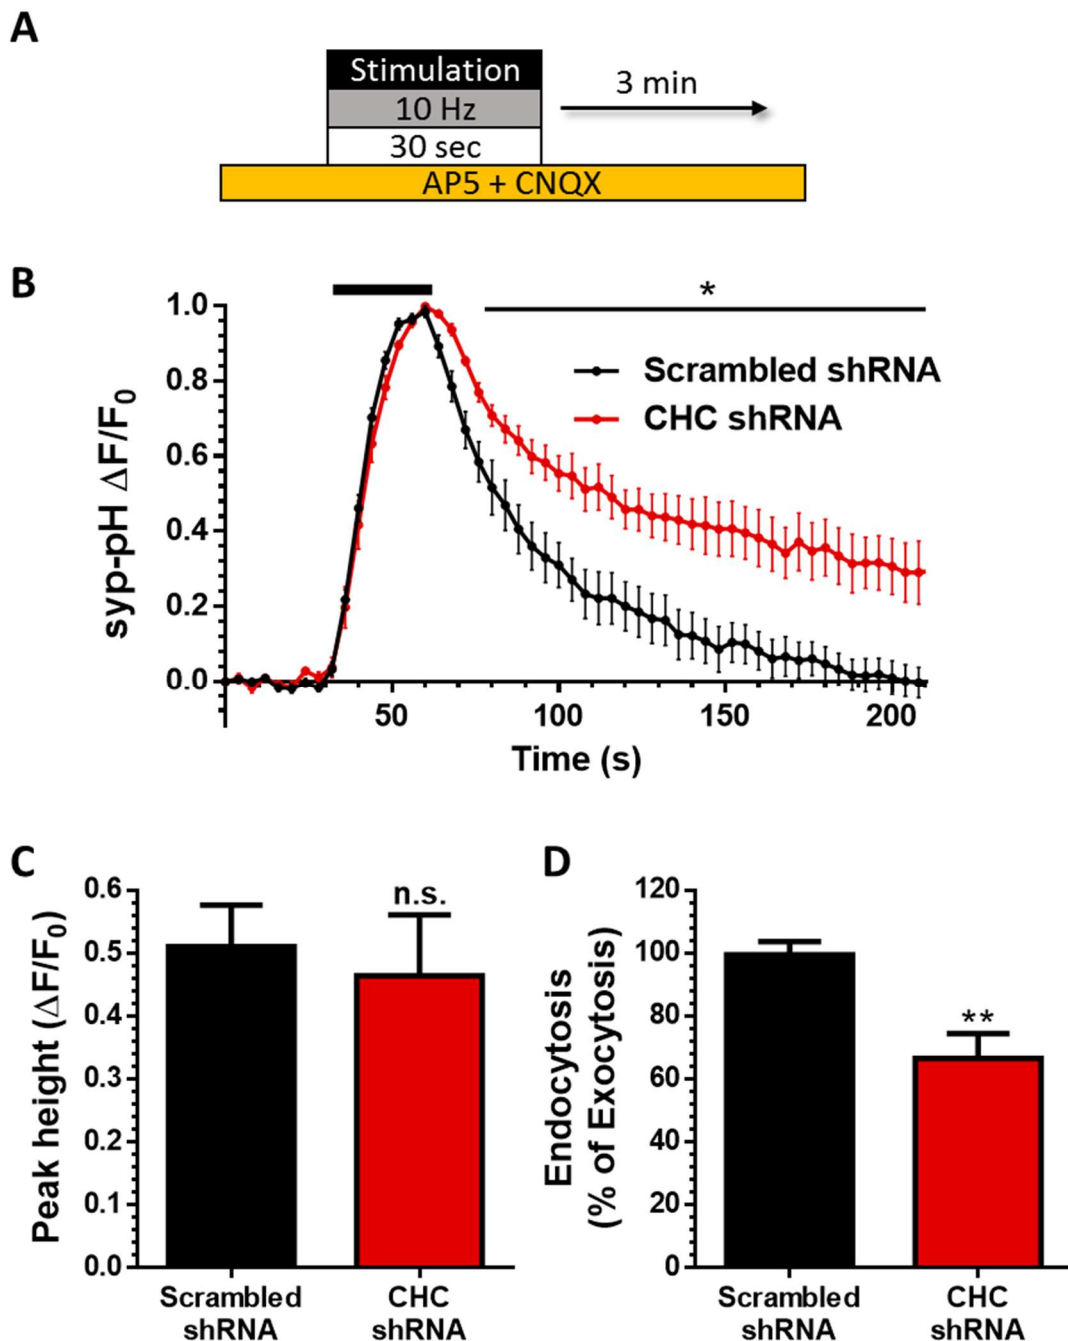 A
Stimulation
10 Hz
3 min
30 sec
AP5 + CNQX
B
*
1.0
0.8
0.6
0.4
0.2
0.0
syp-pH ΔF/F0
Scrambled shRNA
CHC shRNA
50 100 150 200
Time (s)
C
0.6
0.5
0.4
0.3
0.2
0.1
0.0
Peak height (ΔF/F0)
n.s.
Scrambled shRNA
CHC shRNA
D
120
100
80
60
40
20
0
Endocytosis
(% of Exocytosis)
**
Scrambled shRNA
CHC shRNA